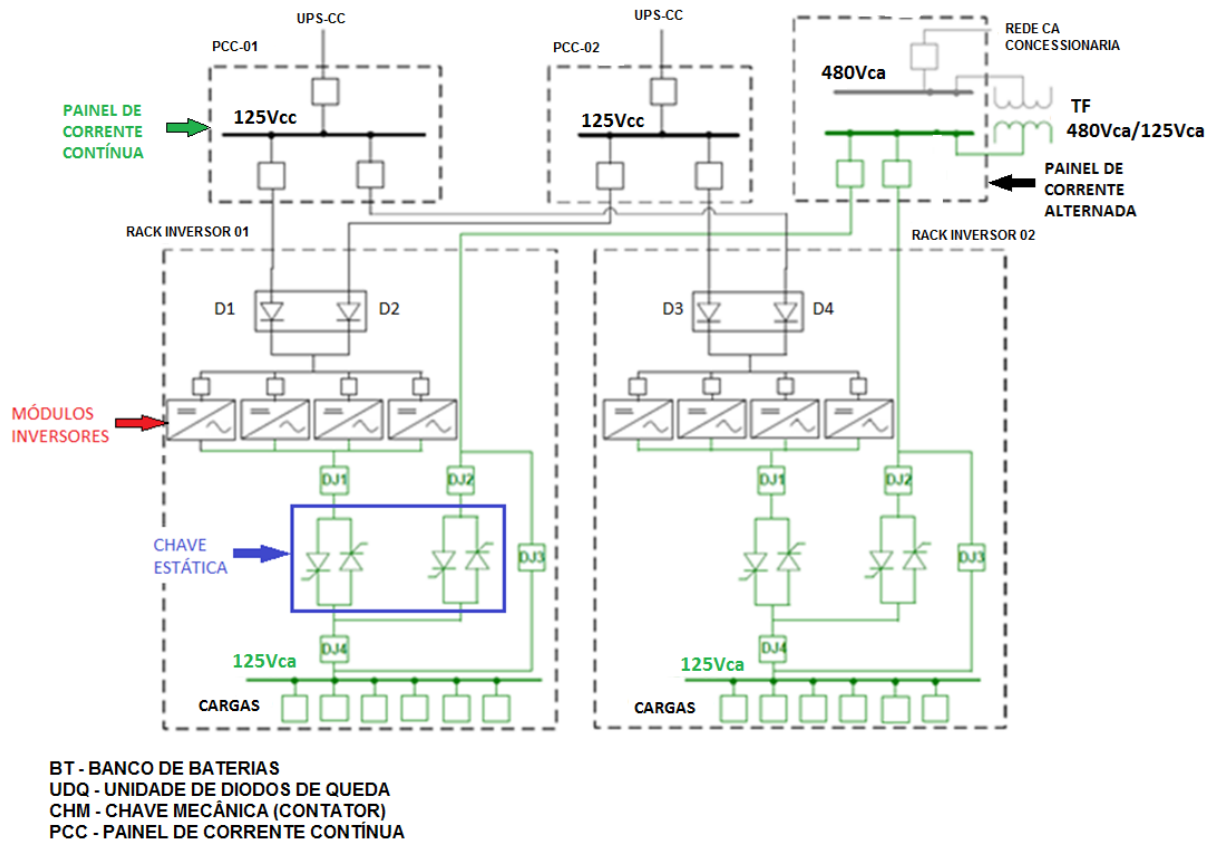 UPS-CC
UPS-CC
REDE CA
CONCESSIONARIA
PCC-01
PCC-02
480Vca
PAINEL DE
CORRENTE
CONTÍNUA
125Vcc
125Vcc
TF
480Vca/125Vca
PAINEL DE
CORRENTE
ALTERNADA
RACK INVERSOR 01
RACK INVERSOR 02
D1
D2
D3
D4
MÓDULOS
INVERSORES
DJ1
DJ2
DJ1
DJ2
CHAVE
ESTÁTICA
DJ3
DJ3
DJ4
DJ4
125Vca
125Vca
CARGAS
CARGAS
BT - BANCO DE BATERIAS
UDQ - UNIDADE DE DIODOS DE QUEDA
CHM - CHAVE MECÂNICA (CONTATOR)
PCC - PAINEL DE CORRENTE CONTÍNUA